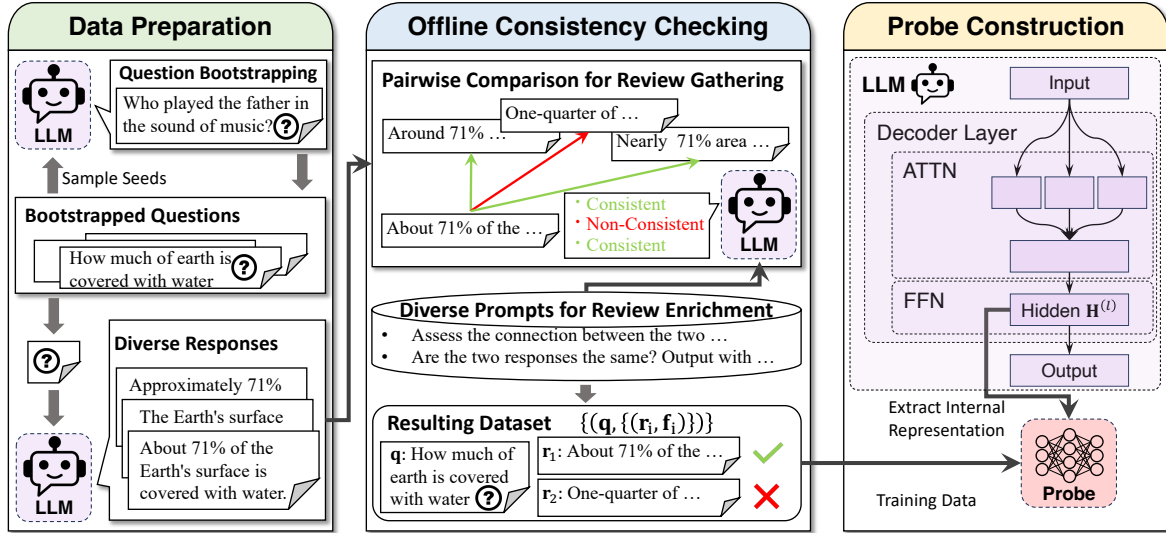 Data Preparation
Question Bootstrapping
Who played the father in
the sound of music? ?
LLM
Sample Seeds
Bootstrapped Questions
How much of earth is
covered with water ?
?
Diverse Responses
Approximately 71%
The Earth's surface
About 71% of the
Earth's surface is
covered with water.
LLM
Offline Consistency Checking
Pairwise Comparison for Review Gathering
One-quarter of …
Around 71% …
Nearly 71% area …
About 71% of the …
· Consistent
· Non-Consistent
· Consistent
LLM
Diverse Prompts for Review Enrichment
• Assess the connection between the two …
• Are the two responses the same? Output with …
Resulting Dataset {(q, {(r_i, f_i)})}
q: How much of
earth is covered
with water ?
r₁: About 71% of the …
r₂: One-quarter of …
Probe Construction
LLM
Input
Decoder Layer
ATTN
FFN
Hidden H^(l)
Output
Extract Internal
Representation
Training Data
Probe